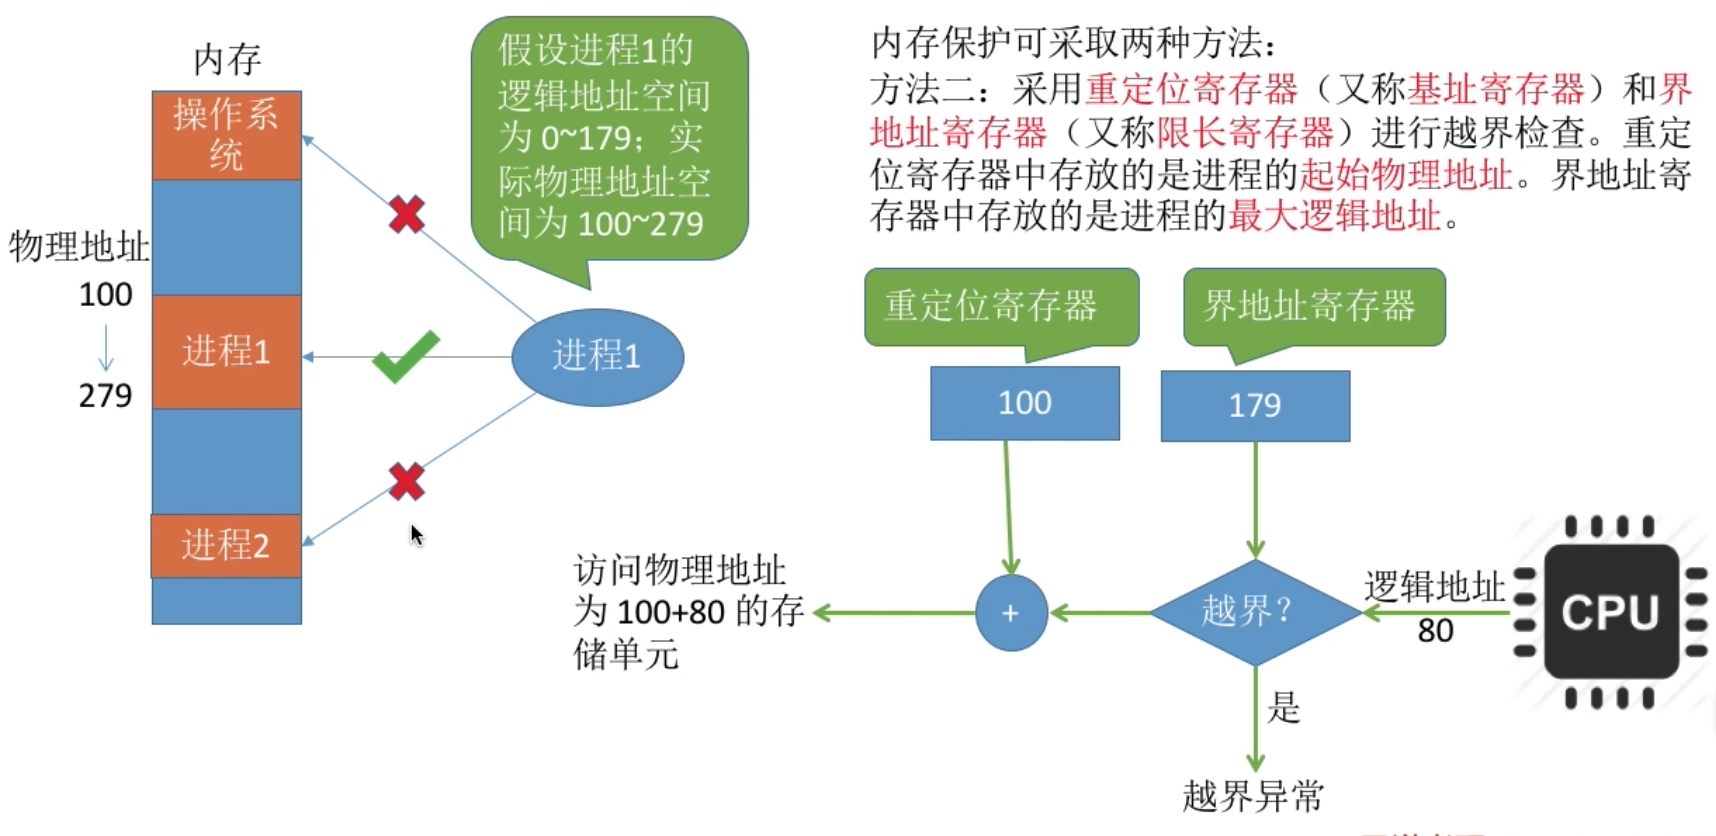 内存
操作系
统
物理地址
100
279
进程1
进程2
假设进程1的
逻辑地址空间
为 0~179；实
际物理地址空
间为 100~279
进程1
内存保护可采取两种方法：
方法二：采用重定位寄存器（又称基址寄存器）和界
地址寄存器（又称限长寄存器）进行越界检查。重定
位寄存器中存放的是进程的起始物理地址。界地址寄
存器中存放的是进程的最大逻辑地址。
重定位寄存器
界地址寄存器
100
179
访问物理地址
为 100+80 的存
储单元
+
越界？
逻辑地址
80
CPU
是
越界异常